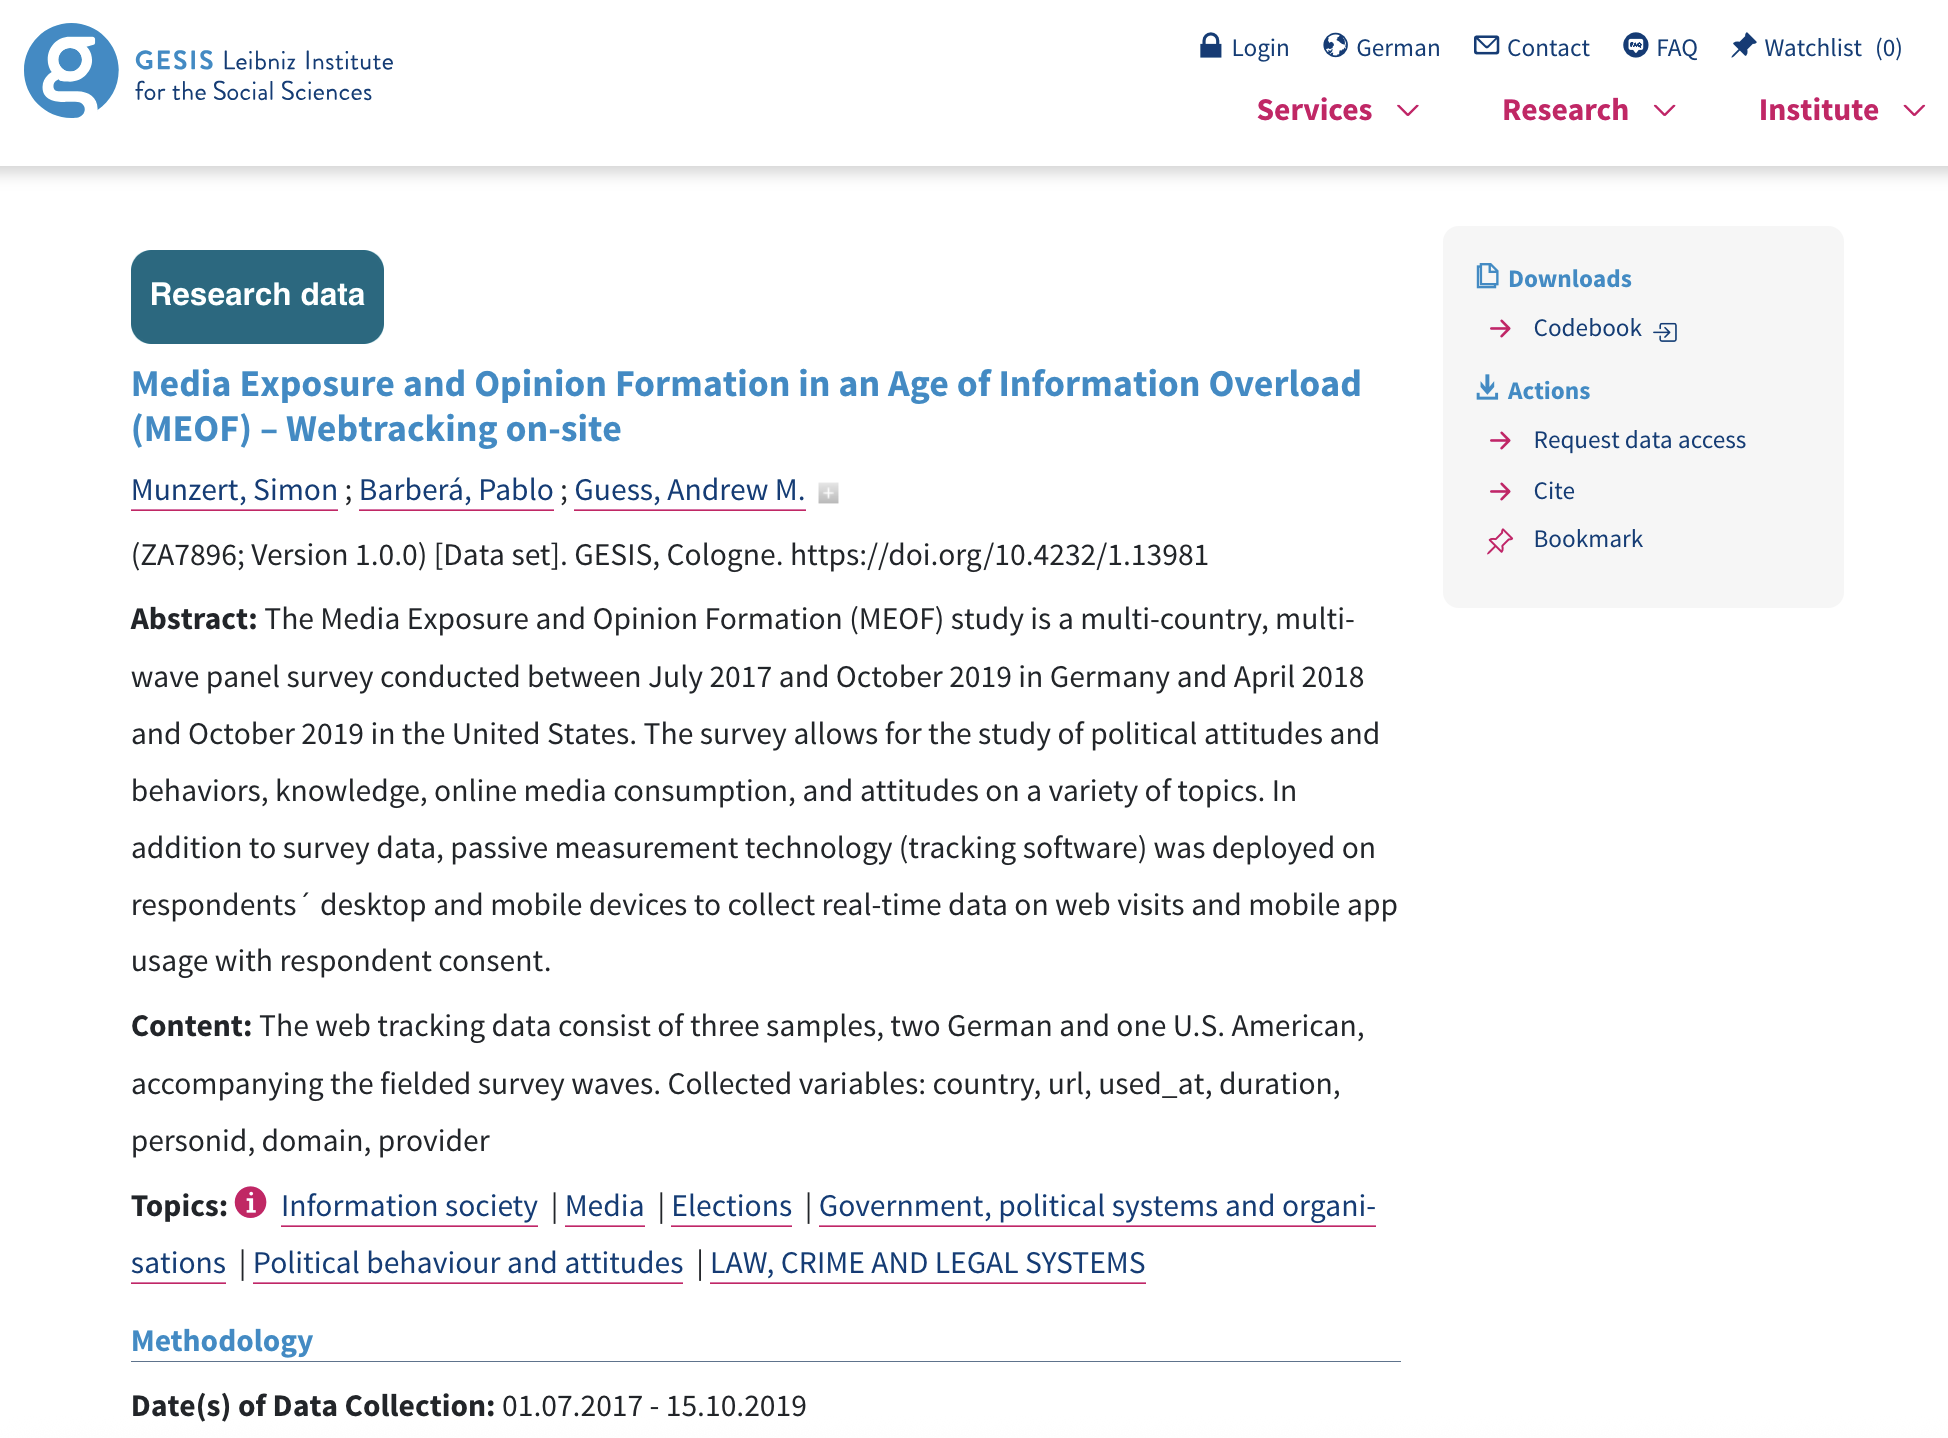 GESIS Leibniz Institute
for the Social Sciences
Login German Contact FAQ Watchlist (0)
Services Research Institute
Research data
Media Exposure and Opinion Formation in an Age of Information Overload
(MEOF) – Webtracking on-site
Munzert, Simon ; Barberá, Pablo ; Guess, Andrew M.
(ZA7896; Version 1.0.0) [Data set]. GESIS, Cologne. https://doi.org/10.4232/1.13981
Abstract: The Media Exposure and Opinion Formation (MEOF) study is a multi-country, multi-
wave panel survey conducted between July 2017 and October 2019 in Germany and April 2018
and October 2019 in the United States. The survey allows for the study of political attitudes and
behaviors, knowledge, online media consumption, and attitudes on a variety of topics. In
addition to survey data, passive measurement technology (tracking software) was deployed on
respondents´ desktop and mobile devices to collect real-time data on web visits and mobile app
usage with respondent consent.
Content: The web tracking data consist of three samples, two German and one U.S. American,
accompanying the fielded survey waves. Collected variables: country, url, used_at, duration,
personid, domain, provider
Topics: i Information society | Media | Elections | Government, political systems and organi-
sations | Political behaviour and attitudes | LAW, CRIME AND LEGAL SYSTEMS
Methodology
Date(s) of Data Collection: 01.07.2017 - 15.10.2019
Downloads
Codebook
Actions
Request data access
Cite
Bookmark